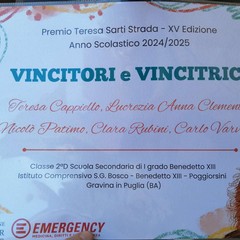 Premio Teresa Sarti Strada - XV Edizione
Anno Scolastico 2024/2025
VINCITORI e VINCITRIC
Teresa Cappiello, Lucrezia Anna Clemen
Nicolò Patimo, Clara Rubini, Carlo Varv
Classe 2ªD Scuola Secondaria di I grado Benedetto XIII
Istituto Comprensivo S.G. Bosco - Benedetto XIII - Poggiorsini
Gravina in Puglia (BA)
EMERGENCY